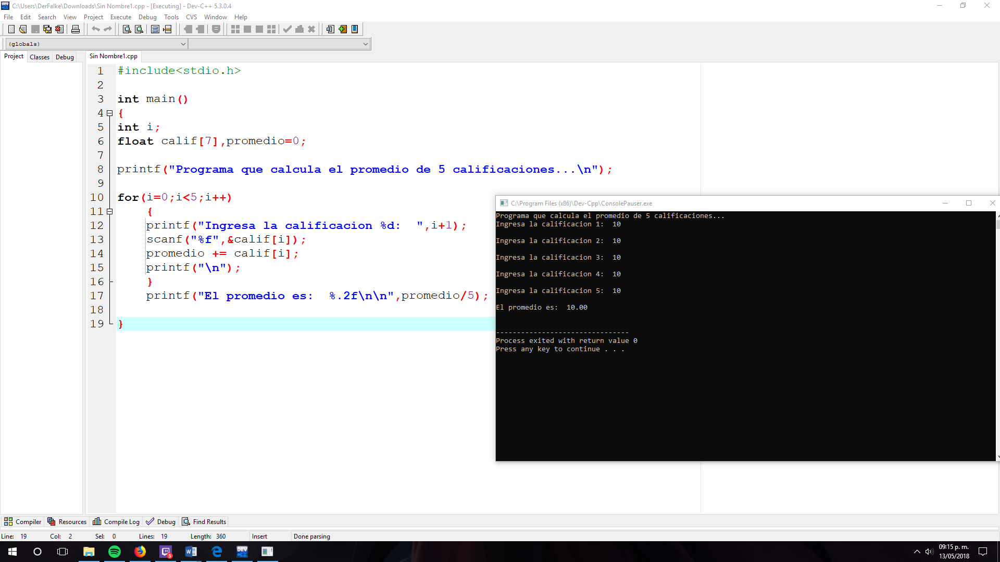 C:\Users\DerFalke\Downloads\Sin Nombre1.cpp - [Executing] - Dev-C++ 5.3.0.4
File Edit Search View Project Execute Debug Tools CVS Window Help
(globals)
Project Classes Debug
Sin Nombre1.cpp
1 #include<stdio.h>
2
3 int main()
4 {
5 int i;
6 float calif[7],promedio=0;
7
8 printf("Programa que calcula el promedio de 5 calificaciones...\n");
9
10 for(i=0;i<5;i++)
11 {
12 printf("Ingresa la calificacion %d:  ",i+1);
13 scanf("%f",&calif[i]);
14 promedio += calif[i];
15 printf("\n");
16 }
17 printf("El promedio es:  %.2f\n\n",promedio/5);
18
19 }
C:\Program Files (x86)\Dev-Cpp\ConsolePauser.exe
Programa que calcula el promedio de 5 calificaciones...
Ingresa la calificacion 1:  10
Ingresa la calificacion 2:  10
Ingresa la calificacion 3:  10
Ingresa la calificacion 4:  10
Ingresa la calificacion 5:  10
El promedio es:  10.00
--------------------------------
Process exited with return value 0
Press any key to continue . . .
Compiler Resources Compile Log Debug Find Results
Line: 19 Col: 2 Sel: 0 Lines: 19 Length: 360 Insert Done parsing
5
DEV C++
09:15 p. m.
13/05/2018